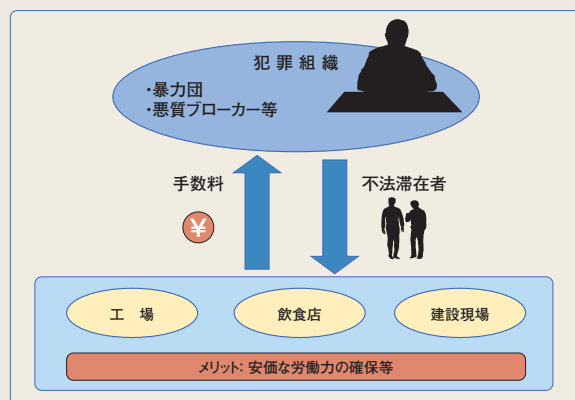 犯罪組織
・暴力団
・悪質ブローカー等
手数料
不法滞在者
¥
工　場
飲食店
建設現場
メリット: 安価な労働力の確保等